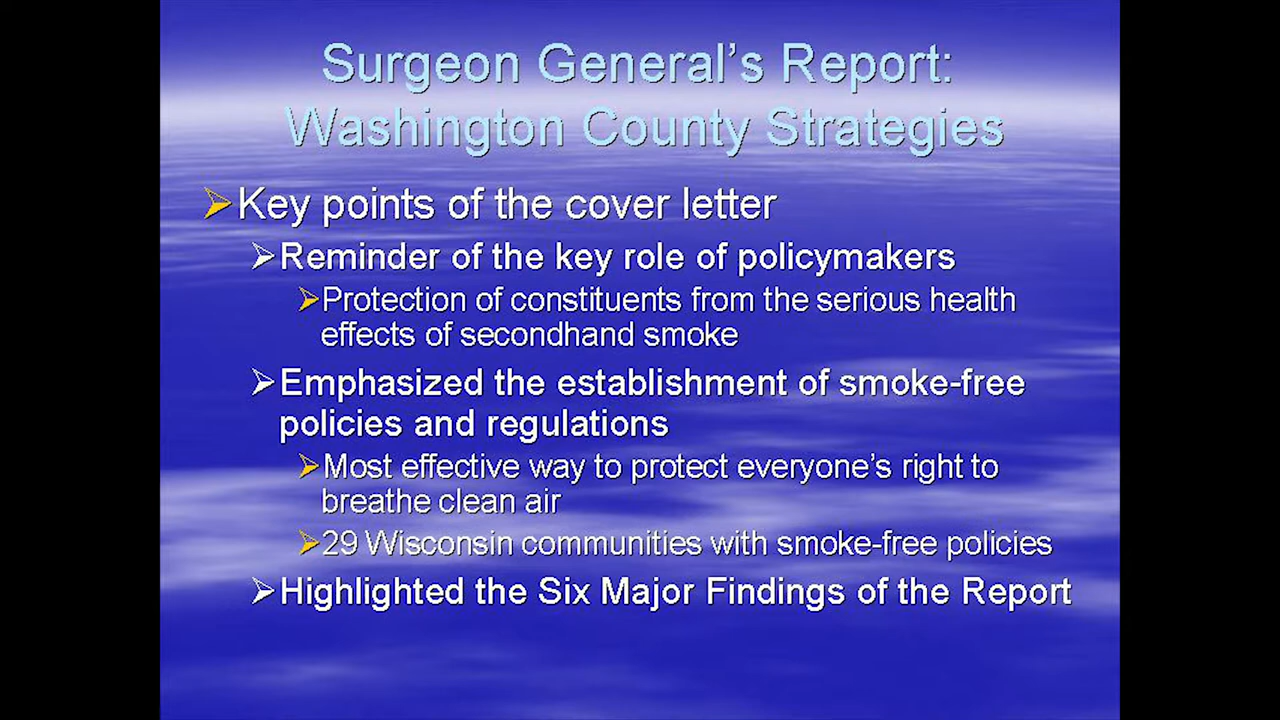 Surgeon General's Report:
Washington County Strategies
Key points of the cover letter
Reminder of the key role of policymakers
Protection of constituents from the serious health
effects of secondhand smoke
Emphasized the establishment of smoke-free
policies and regulations
Most effective way to protect everyone's right to
breathe clean air
29 Wisconsin communities with smoke-free policies
Highlighted the Six Major Findings of the Report